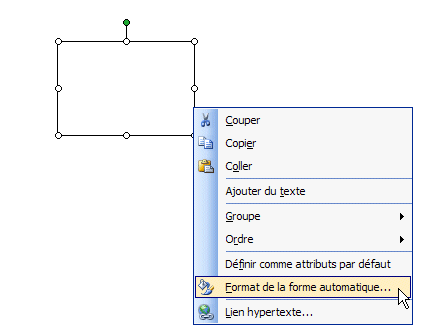 Couper
Copier
Coller
Ajouter du texte
Groupe
Ordre
Définir comme attributs par défaut
Format de la forme automatique...
Lien hypertexte...